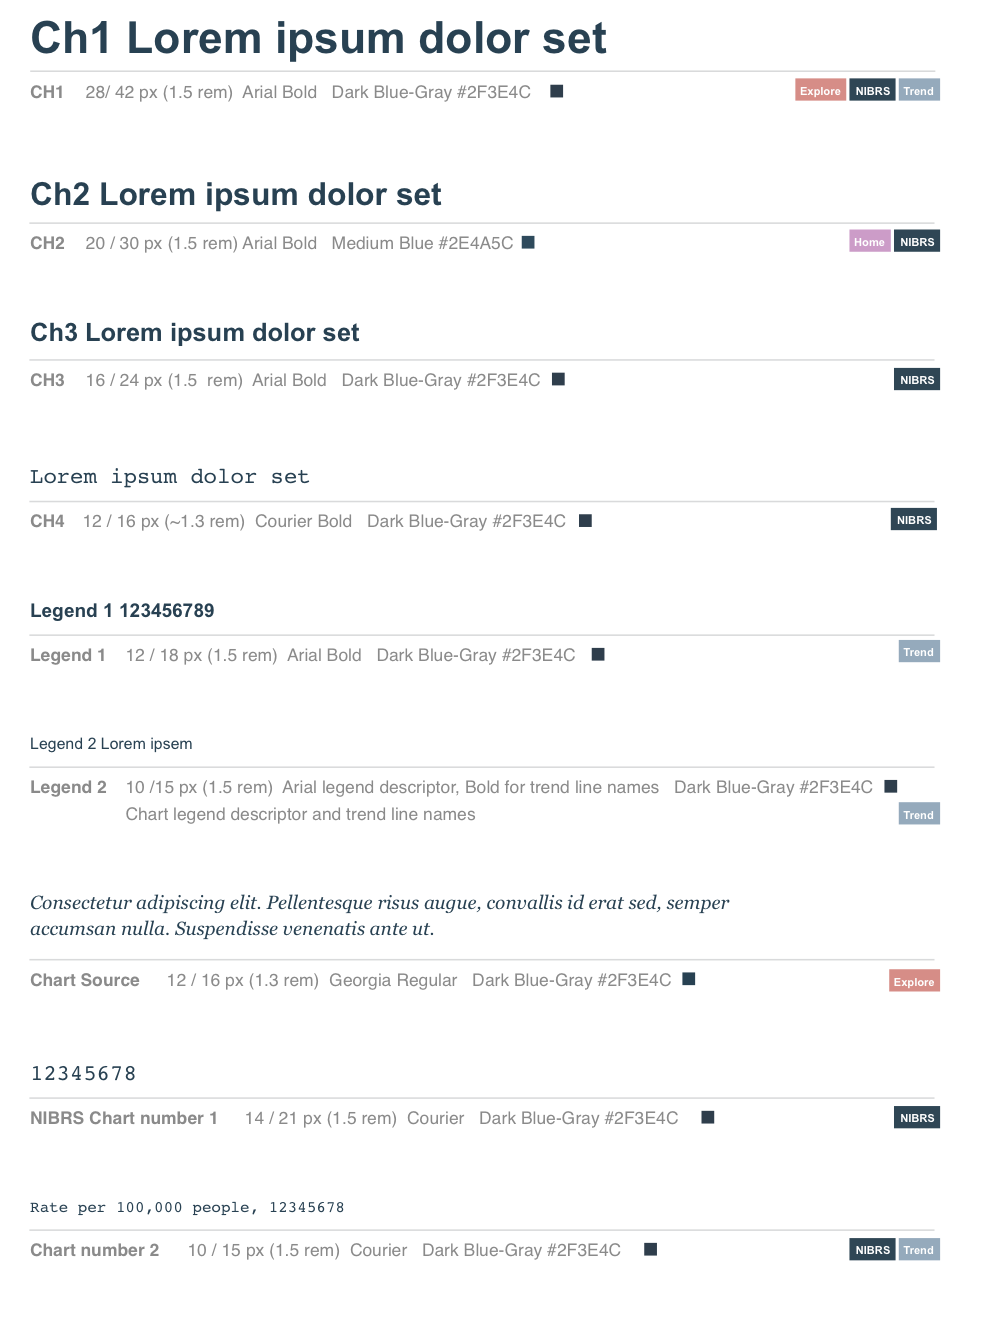 Ch1 Lorem ipsum dolor set
CH1 28/ 42 px (1.5 rem) Arial Bold Dark Blue-Gray #2F3E4C Explore NIBRS Trend
Ch2 Lorem ipsum dolor set
CH2 20 / 30 px (1.5 rem) Arial Bold Medium Blue #2E4A5C Home NIBRS
Ch3 Lorem ipsum dolor set
CH3 16 / 24 px (1.5 rem) Arial Bold Dark Blue-Gray #2F3E4C NIBRS
Lorem ipsum dolor set
CH4 12 / 16 px (~1.3 rem) Courier Bold Dark Blue-Gray #2F3E4C NIBRS
Legend 1 123456789
Legend 1 12 / 18 px (1.5 rem) Arial Bold Dark Blue-Gray #2F3E4C Trend
Legend 2 Lorem ipsem
Legend 2 10 /15 px (1.5 rem) Arial legend descriptor, Bold for trend line names Dark Blue-Gray #2F3E4C
Chart legend descriptor and trend line names Trend
Consectetur adipiscing elit. Pellentesque risus augue, convallis id erat sed, semper
accumsan nulla. Suspendisse venenatis ante ut.
Chart Source 12 / 16 px (1.3 rem) Georgia Regular Dark Blue-Gray #2F3E4C Explore
12345678
NIBRS Chart number 1 14 / 21 px (1.5 rem) Courier Dark Blue-Gray #2F3E4C NIBRS
Rate per 100,000 people, 12345678
Chart number 2 10 / 15 px (1.5 rem) Courier Dark Blue-Gray #2F3E4C NIBRS Trend